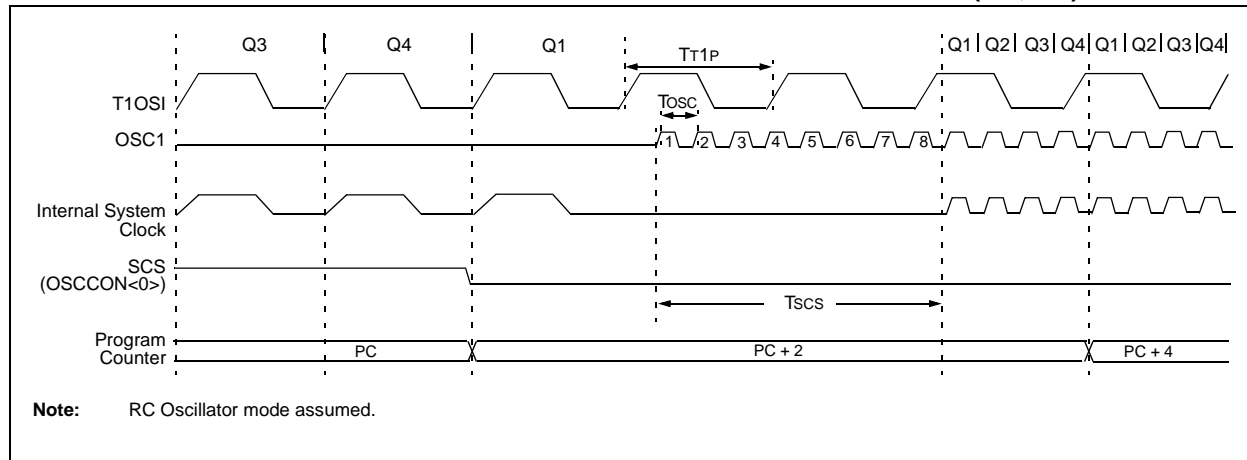 Q3 Q4 Q1 Q1 Q2 Q3 Q4 Q1 Q2 Q3 Q4
TT1P
T1OSI
TOSC
OSC1
1 2 3 4 5 6 7 8
Internal System
Clock
SCS
(OSCCON<0>)
TSCS
Program
Counter
PC PC + 2 PC + 4
Note: RC Oscillator mode assumed.